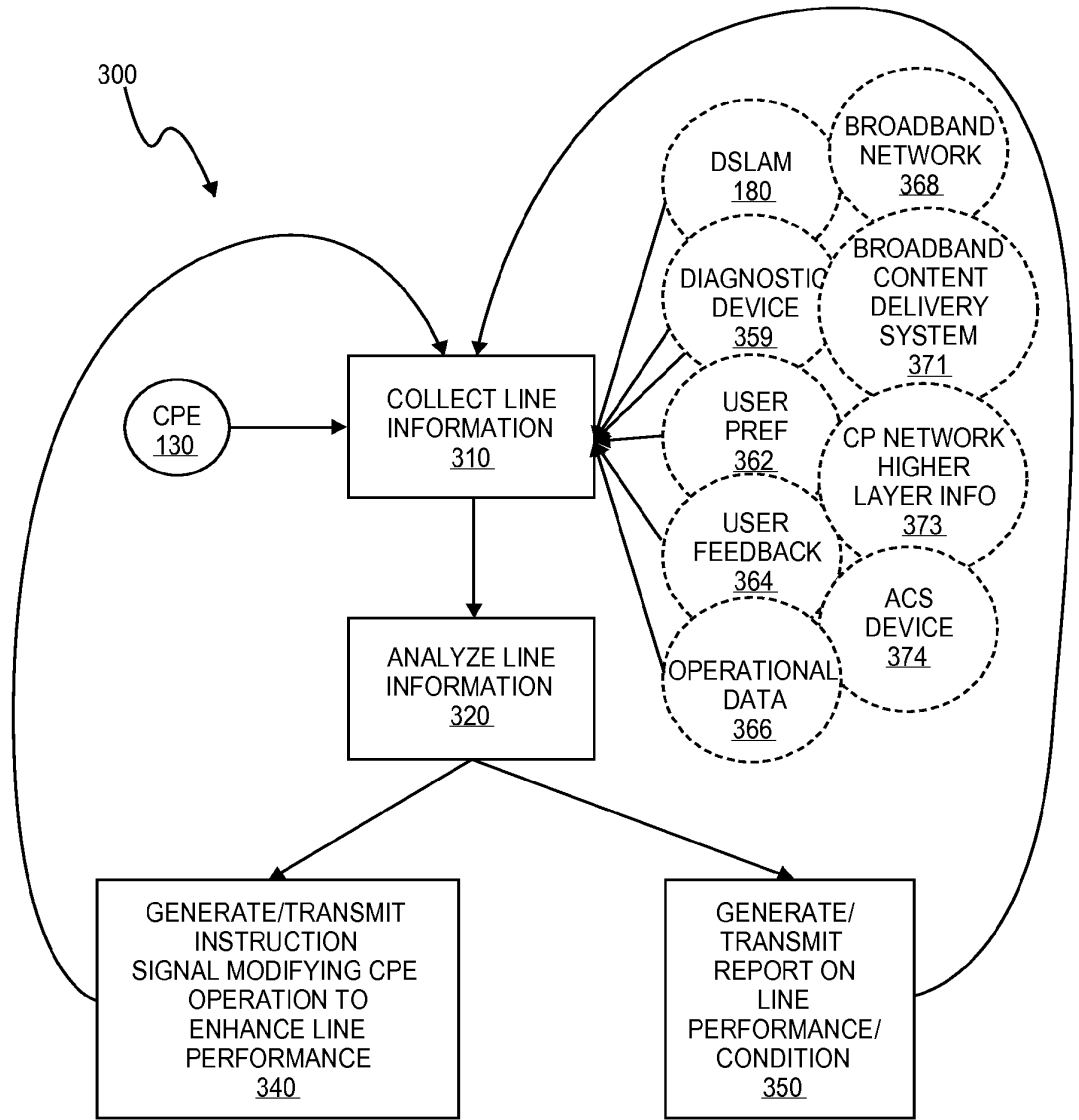 300
DSLAM
180
BROADBAND
NETWORK
368
DIAGNOSTIC
DEVICE
359
BROADBAND
CONTENT
DELIVERY
SYSTEM
371
CPE
130
COLLECT LINE
INFORMATION
310
USER
PREF
362
CP NETWORK
HIGHER
LAYER INFO
373
USER
FEEDBACK
364
ACS
DEVICE
374
ANALYZE LINE
INFORMATION
320
OPERATIONAL
DATA
366
GENERATE/TRANSMIT
INSTRUCTION
SIGNAL MODIFYING CPE
OPERATION TO
ENHANCE LINE
PERFORMANCE
340
GENERATE/
TRANSMIT
REPORT ON
LINE
PERFORMANCE/
CONDITION
350